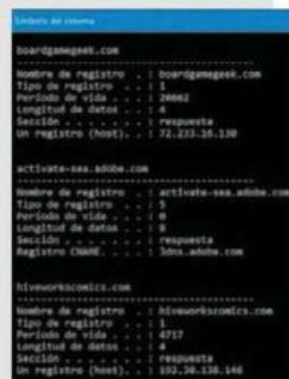 Símbolo del sistema
boardgamegeek.com
----------------------------------------
Nombre de registro . : boardgamegeek.com
Tipo de registro . . : 1
Período de vida . . . : 20662
Longitud de datos . . : 4
Sección . . . . . . . : respuesta
Un registro (host). . : 72.233.16.130
activate-sea.adobe.com
----------------------------------------
Nombre de registro . : activate-sea.adobe.com
Tipo de registro . . : 5
Período de vida . . . : 0
Longitud de datos . . : 8
Sección . . . . . . . : respuesta
Registro CNAME. . . . : 3dns.adobe.com
hiveworkscomics.com
----------------------------------------
Nombre de registro . : hiveworkscomics.com
Tipo de registro . . : 1
Período de vida . . . : 4717
Longitud de datos . . : 4
Sección . . . . . . . : respuesta
Un registro (host). . : 192.30.138.146